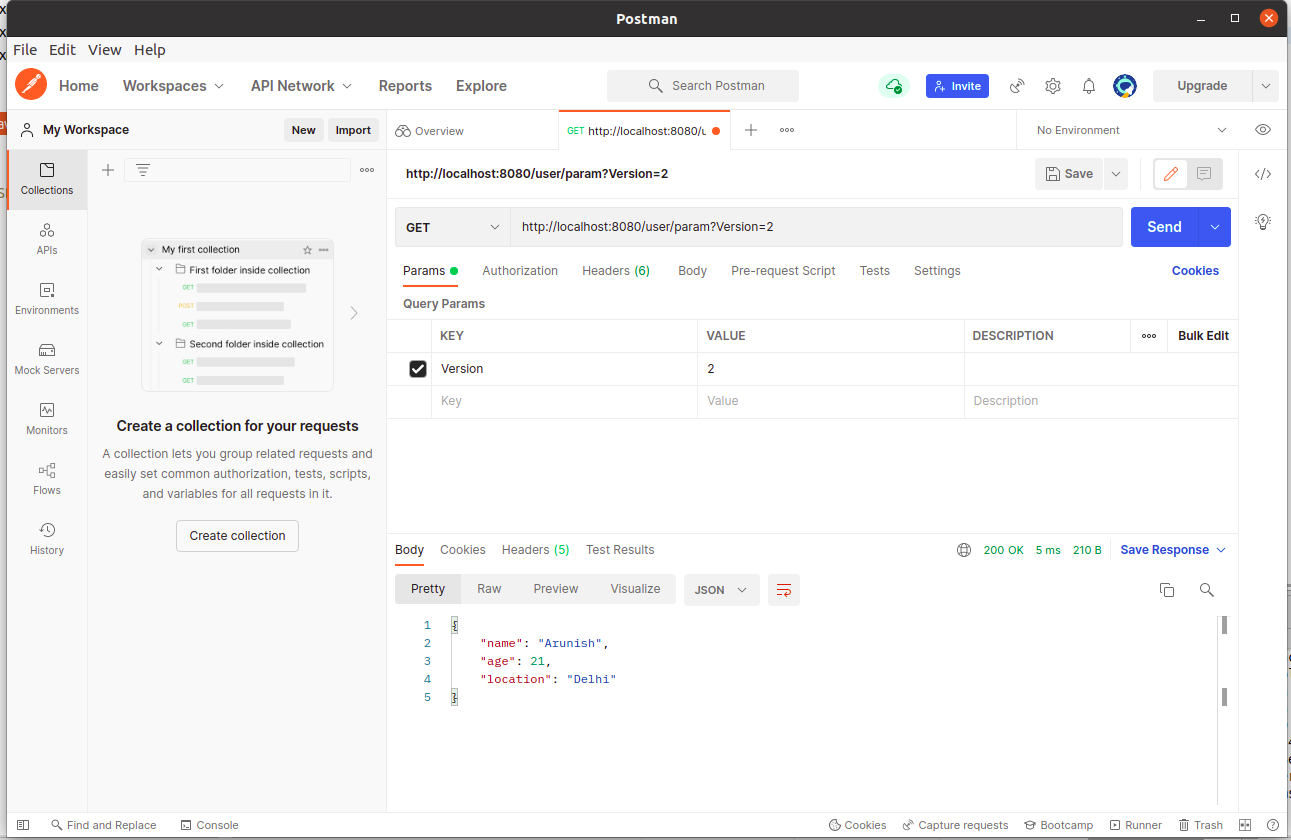 Postman
File Edit View Help
Home Workspaces API Network Reports Explore Search Postman Invite Upgrade
My Workspace New Import Overview GET http://localhost:8080/u No Environment
Collections
APIs
Environments
Mock Servers
Monitors
Flows
History
My first collection
First folder inside collection
GET
POST
GET
Second folder inside collection
GET
GET
Create a collection for your requests
A collection lets you group related requests and
easily set common authorization, tests, scripts,
and variables for all requests in it.
Create collection
http://localhost:8080/user/param?Version=2 Save
GET http://localhost:8080/user/param?Version=2 Send
Params Authorization Headers (6) Body Pre-request Script Tests Settings Cookies
Query Params
KEY VALUE DESCRIPTION Bulk Edit
Version 2
Key Value Description
Body Cookies Headers (5) Test Results 200 OK 5 ms 210 B Save Response
Pretty Raw Preview Visualize JSON
1 {
2 "name": "Arunish",
3 "age": 21,
4 "location": "Delhi"
5 }
Find and Replace Console Cookies Capture requests Bootcamp Runner Trash